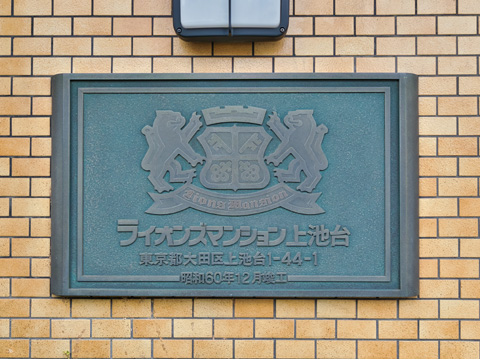 Lions Mansion
ライオンズマンション上池台
東京都大田区上池台1-44-1
昭和60年12月竣工